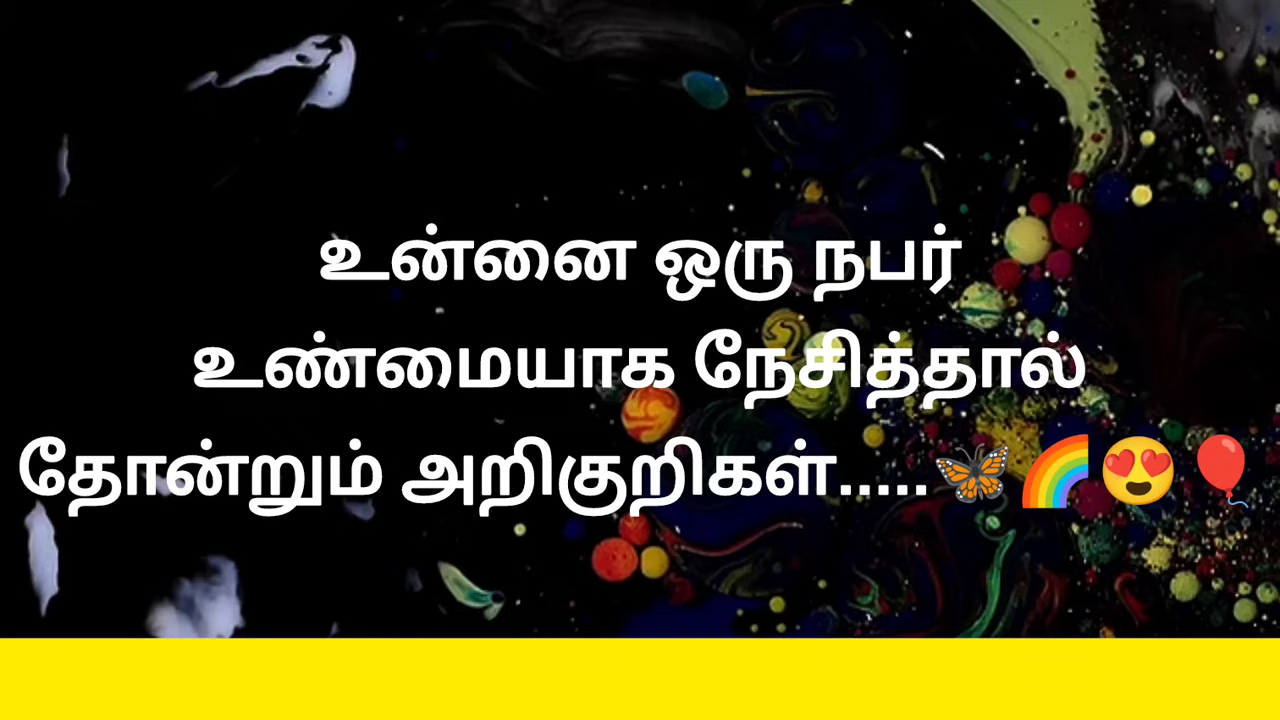 உன்னை ஒரு நபர்
உண்மையாக நேசித்தால்
தோன்றும் அறிகுறிகள்.....🦋🌈😍🎈